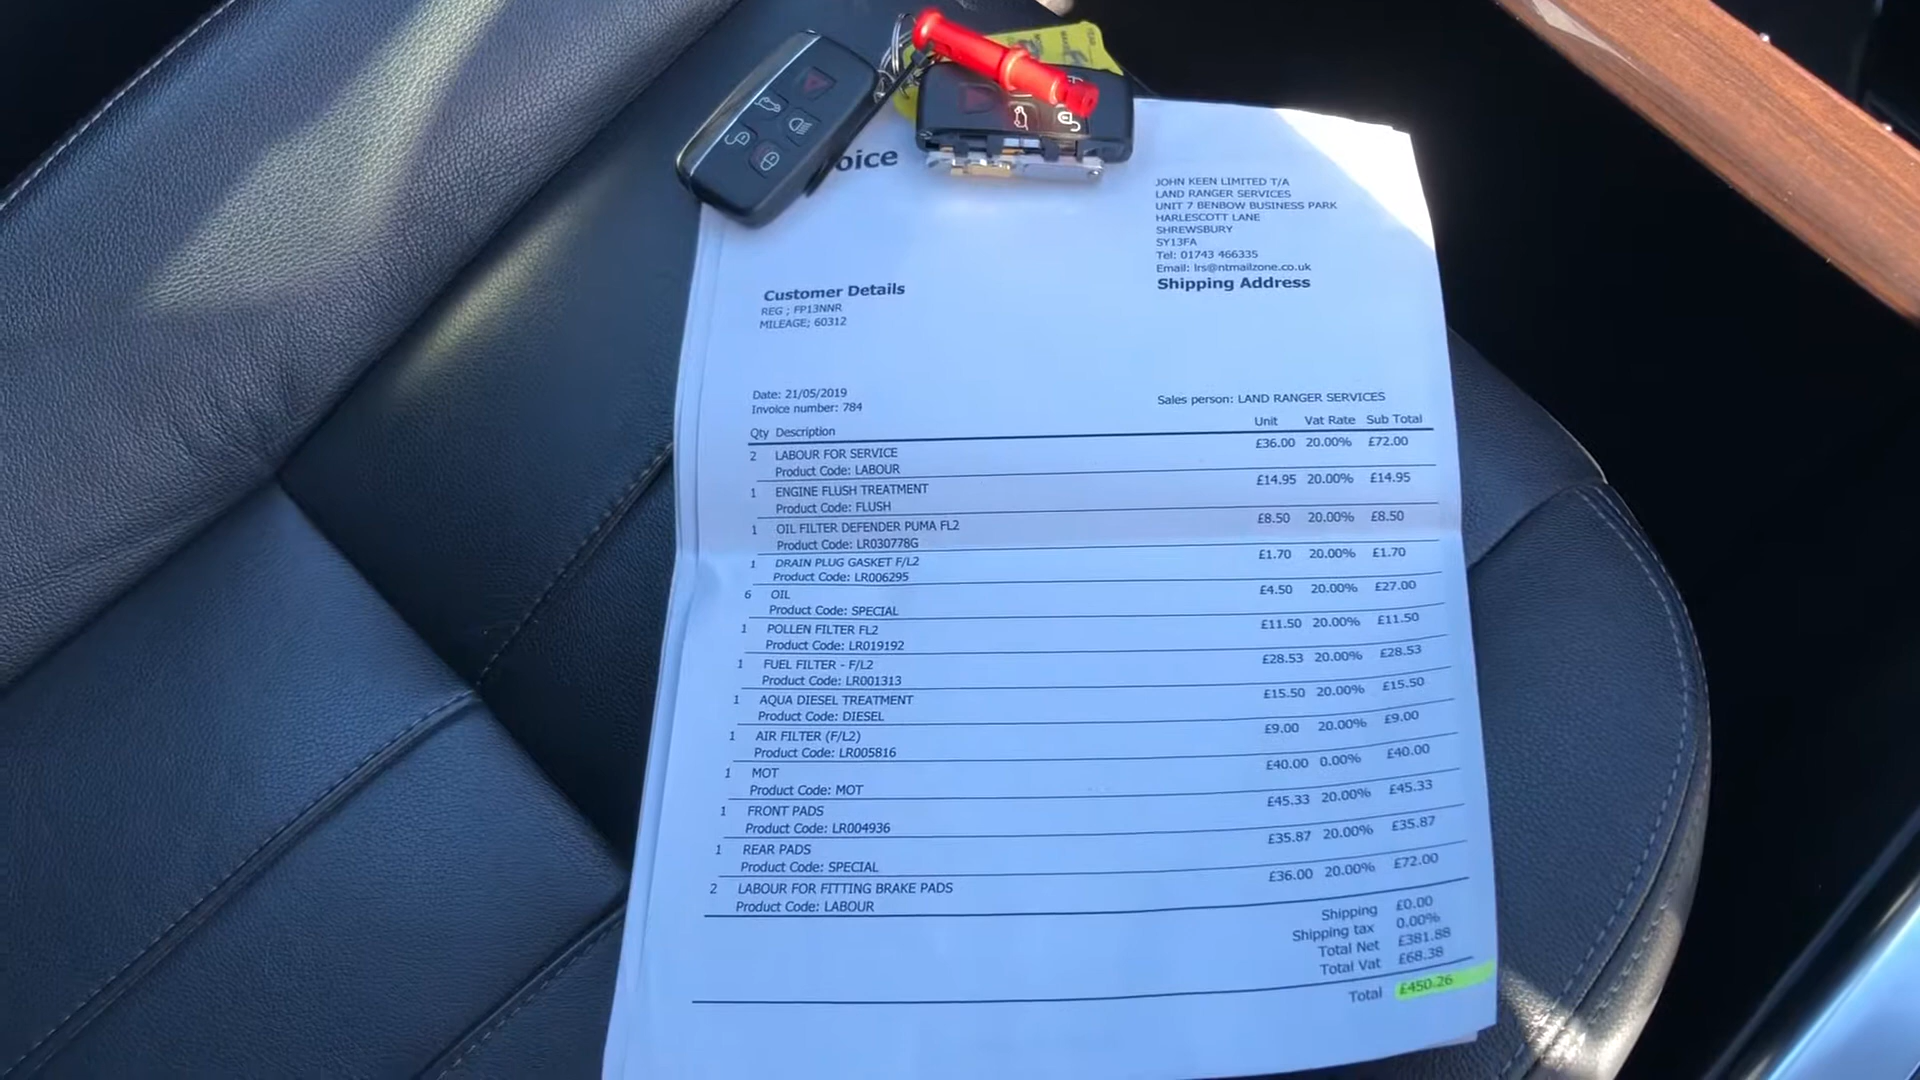 oice
JOHN KEEN LIMITED T/A
LAND RANGER SERVICES
UNIT 7 BENBOW BUSINESS PARK
HARLESCOTT LANE
SHREWSBURY
SY13FA
Tel: 01743 466335
Email: lrs@ntmailzone.co.uk
Customer Details
REG ; FP13NNR
MILEAGE; 60312
Shipping Address
Date: 21/05/2019
Invoice number: 784
Sales person: LAND RANGER SERVICES
Qty Description Unit Vat Rate Sub Total
2 LABOUR FOR SERVICE £36.00 20.00% £72.00
Product Code: LABOUR
1 ENGINE FLUSH TREATMENT £14.95 20.00% £14.95
Product Code: FLUSH
1 OIL FILTER DEFENDER PUMA FL2 £8.50 20.00% £8.50
Product Code: LR030778G
1 DRAIN PLUG GASKET F/L2 £1.70 20.00% £1.70
Product Code: LR006295
6 OIL £4.50 20.00% £27.00
Product Code: SPECIAL
1 POLLEN FILTER FL2 £11.50 20.00% £11.50
Product Code: LR019192
1 FUEL FILTER - F/L2 £28.53 20.00% £28.53
Product Code: LR001313
1 AQUA DIESEL TREATMENT £15.50 20.00% £15.50
Product Code: DIESEL
1 AIR FILTER (F/L2) £9.00 20.00% £9.00
Product Code: LR005816
1 MOT £40.00 0.00% £40.00
Product Code: MOT
1 FRONT PADS £45.33 20.00% £45.33
Product Code: LR004936
1 REAR PADS £35.87 20.00% £35.87
Product Code: SPECIAL
2 LABOUR FOR FITTING BRAKE PADS £36.00 20.00% £72.00
Product Code: LABOUR
Shipping £0.00
Shipping tax 0.00%
Total Net £381.88
Total Vat £68.38
Total £450.26